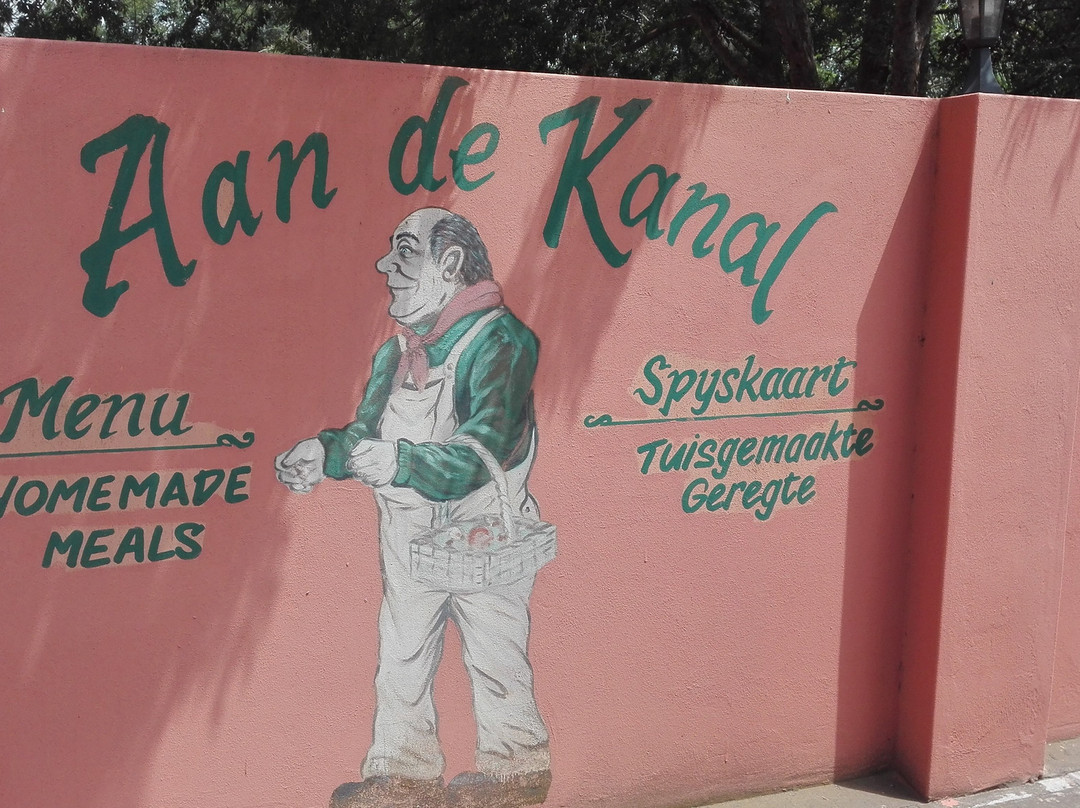 Aan de Kanal
Menu
HOMEMADE
MEALS
Spyskaart
Tuisgemaakte
Geregte